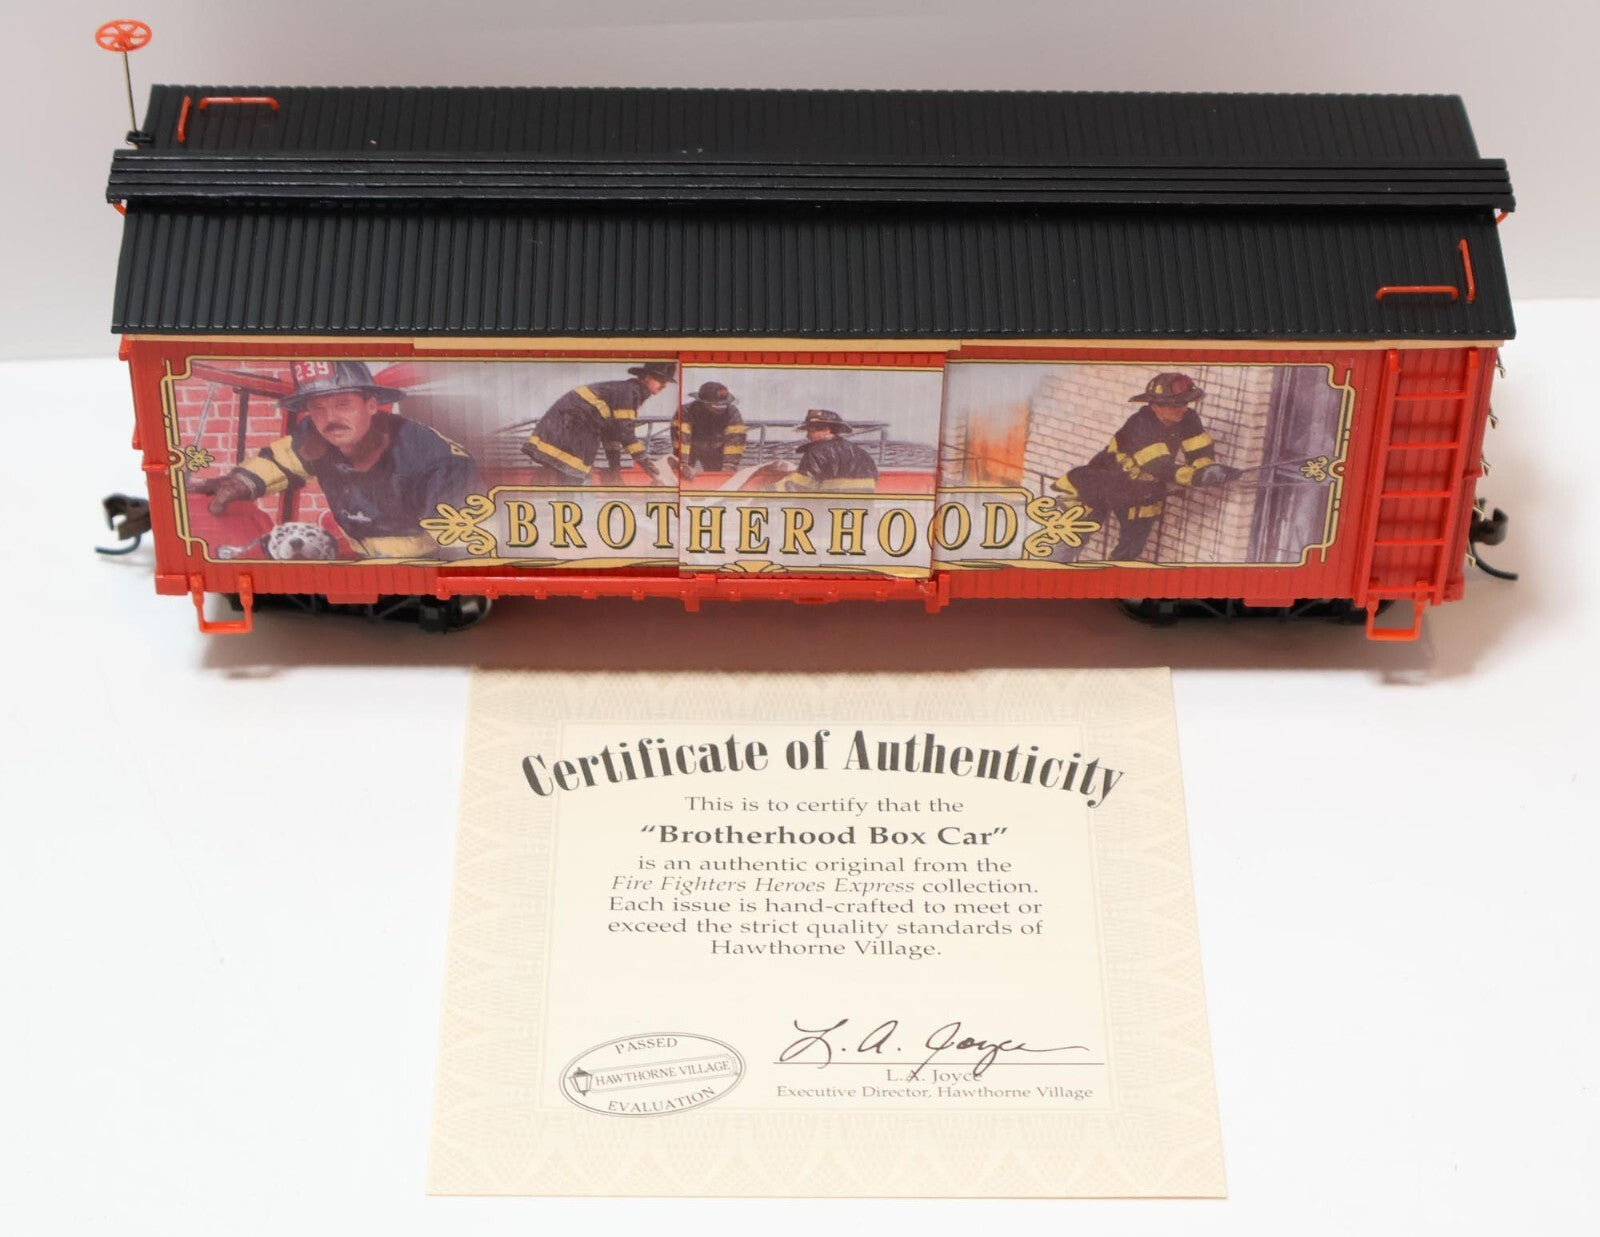 239
BROTHERHOOD
Certificate of Authenticity
This is to certify that the
“Brotherhood Box Car”
is an authentic original from the
Fire Fighters Heroes Express collection.
Each issue is hand-crafted to meet or
exceed the strict quality standards of
Hawthorne Village.
PASSED
HAWTHORNE VILLAGE
EVALUATION
L. A. Joyce
L.A. Joyce
Executive Director, Hawthorne Village